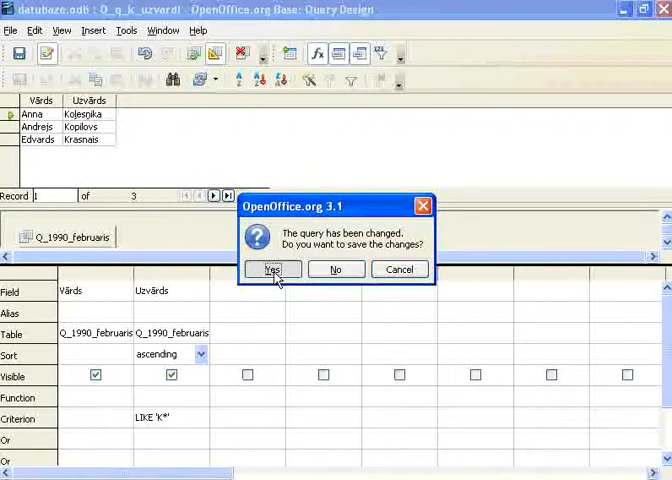 datubaze.odb : Q_q_k_uzvardi - OpenOffice.org Base: Query Design
File Edit View Insert Tools Window Help
Vārds Uzvārds
Anna Koļesņika
Andrejs Kopilovs
Edvards Krasnais
Record 1 of 3
OpenOffice.org 3.1
The query has been changed.
Do you want to save the changes?
Yes No Cancel
Q_1990_februaris
Field Vārds Uzvārds
Alias
Table Q_1990_februaris Q_1990_februaris
Sort ascending
Visible
Function
Criterion LIKE 'K*'
Or
Or